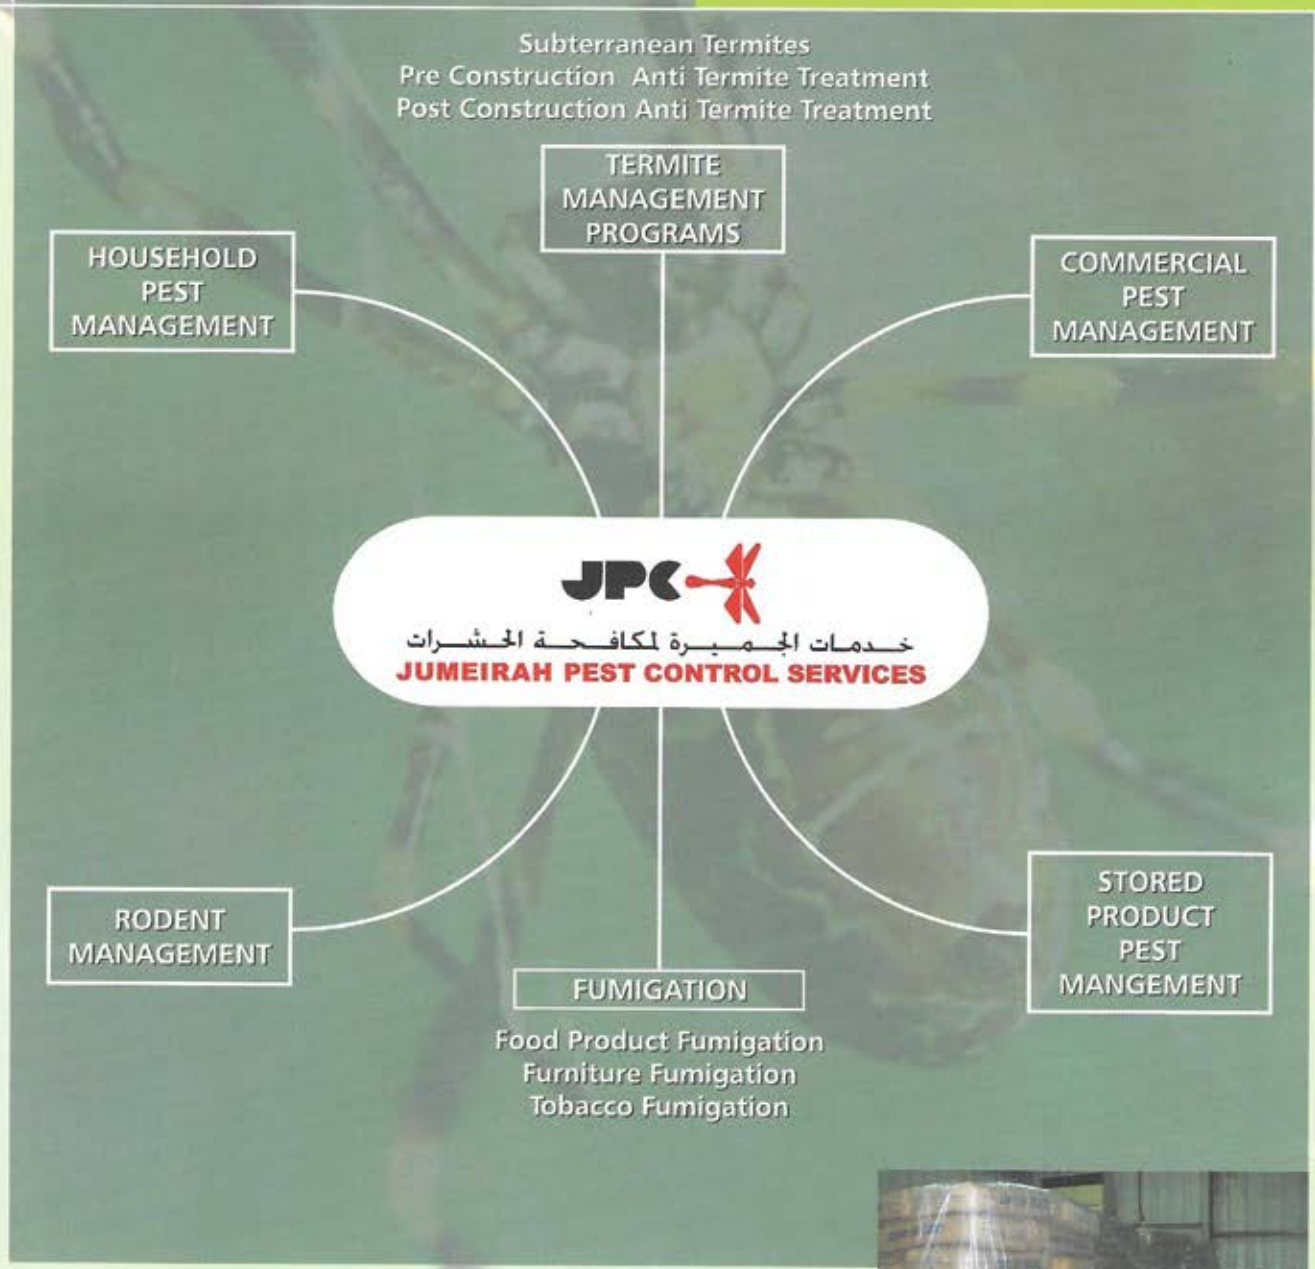 Subterranean Termites
Pre Construction Anti Termite Treatment
Post Construction Anti Termite Treatment
TERMITE
MANAGEMENT
PROGRAMS
HOUSEHOLD
PEST
MANAGEMENT
COMMERCIAL
PEST
MANAGEMENT
JPC
خدمات الجميرة لمكافحة الحشرات
JUMEIRAH PEST CONTROL SERVICES
RODENT
MANAGEMENT
FUMIGATION
Food Product Fumigation
Furniture Fumigation
Tobacco Fumigation
STORED
PRODUCT
PEST
MANGEMENT